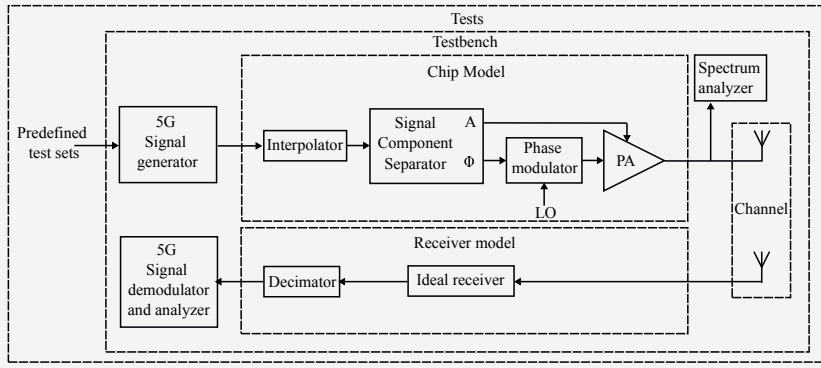 Tests
Testbench
Chip Model
Spectrum
analyzer
Predefined
test sets
5G
Signal
generator
Interpolator
Signal
Component
Separator
A
Φ
Phase
modulator
PA
LO
Channel
Receiver model
5G
Signal
demodulator
and analyzer
Decimator
Ideal receiver